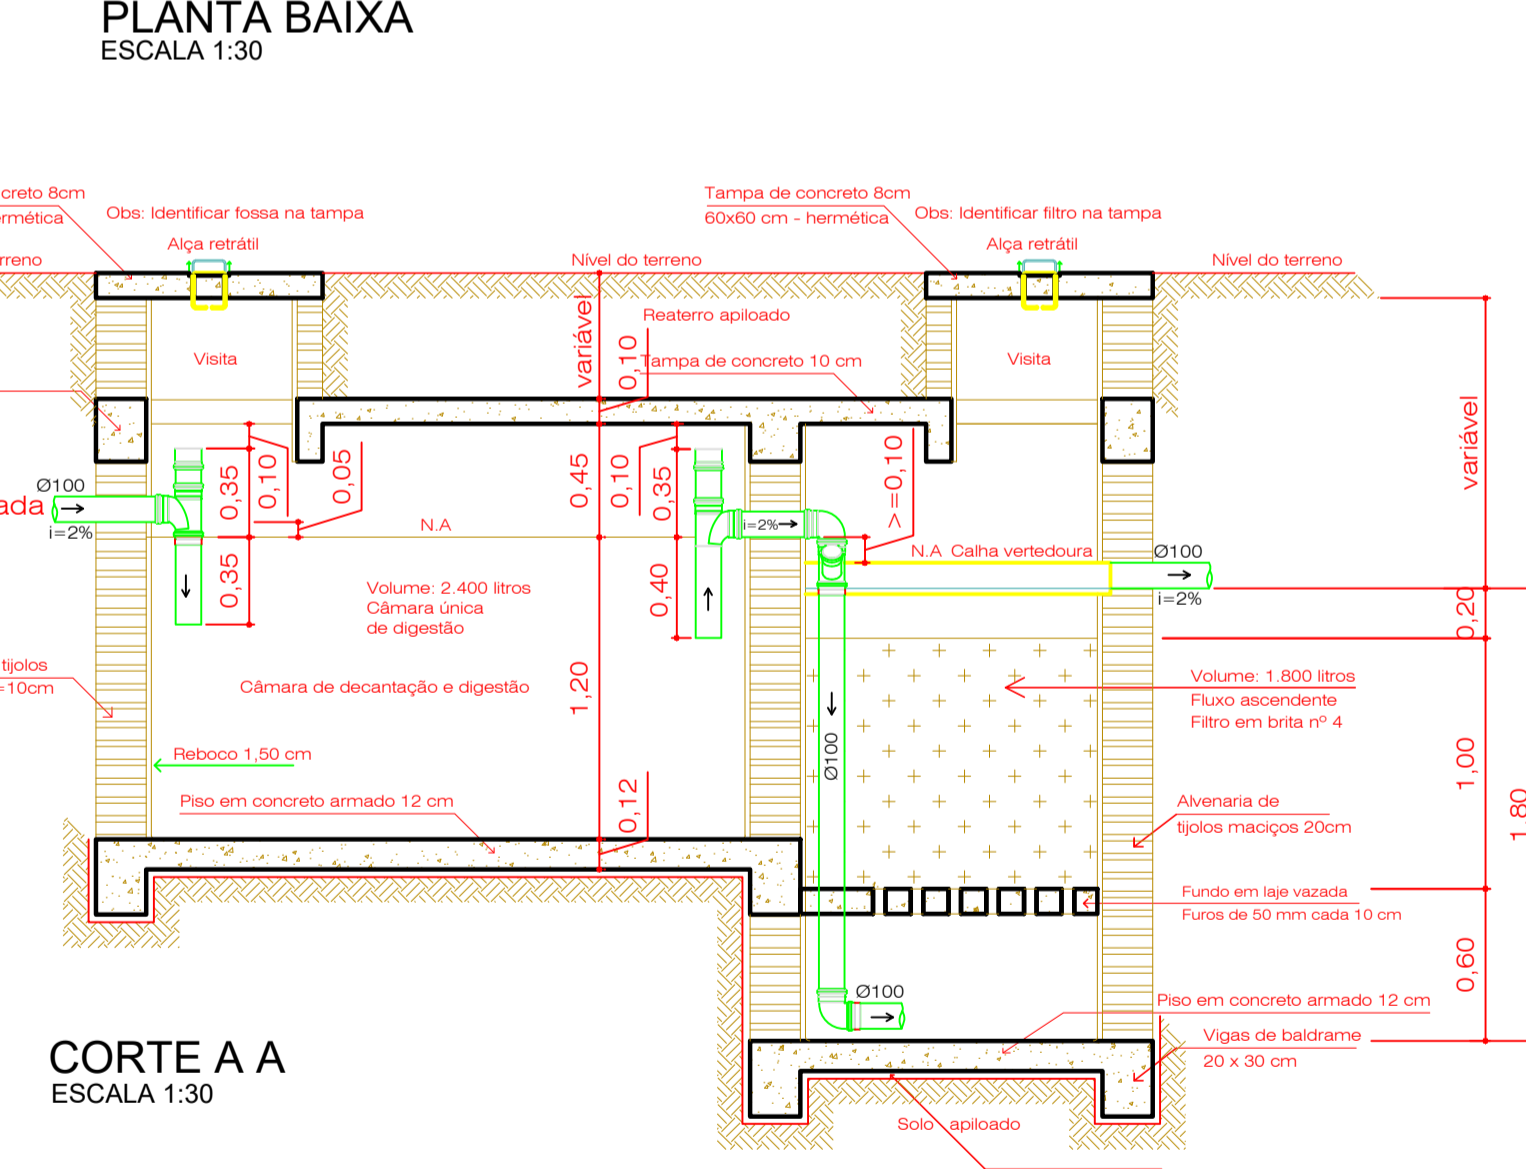 PLANTA BAIXA
ESCALA 1:30
creto 8cm
ermética
Obs: Identificar fossa na tampa
Alça retrátil
Tampa de concreto 8cm
60x60 cm - hermética
Obs: Identificar filtro na tampa
Alça retrátil
rreno
Nível do terreno
Nível do terreno
variável
Reaterro apiloado
0,10
Tampa de concreto 10 cm
Visita
Visita
variável
0,35
0,10
0,05
0,45
0,10
0,35
>=0,10
Ø100
ada
i=2%
N.A
i=2%
N.A Calha vertedoura
Ø100
i=2%
0,35
Volume: 2.400 litros
Câmara única
de digestão
0,40
0,20
tijolos
=10cm
Câmara de decantação e digestão
1,20
Volume: 1.800 litros
Fluxo ascendente
Filtro em brita nº 4
Reboco 1,50 cm
Ø100
1,00
Piso em concreto armado 12 cm
0,12
Alvenaria de
tijolos maciços 20cm
1,80
Fundo em laje vazada
Furos de 50 mm cada 10 cm
0,60
Ø100
Piso em concreto armado 12 cm
Vigas de baldrame
20 x 30 cm
CORTE A A
ESCALA 1:30
Solo apiloado